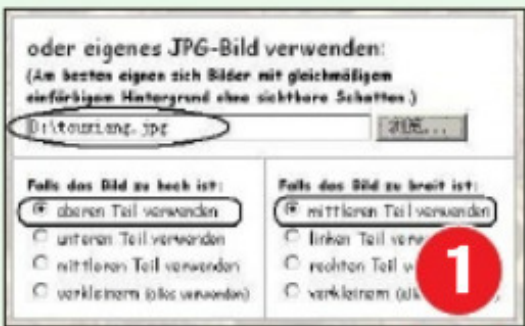 oder eigenes JPG-Bild verwenden:
(Am besten eignen sich Bilder mit gleichmäßigem
einfarbigem Hintergrund ohne sichtbare Schatten.)
D:\touxiang.jpg
Falls das Bild zu hoch ist:
oberen Teil verwenden
unteren Teil verwenden
mittleren Teil verwenden
verkleinern (alles verwenden)
Falls das Bild zu breit ist:
mittleren Teil verwenden
linken Teil
rechten Teil
verkleinern
1